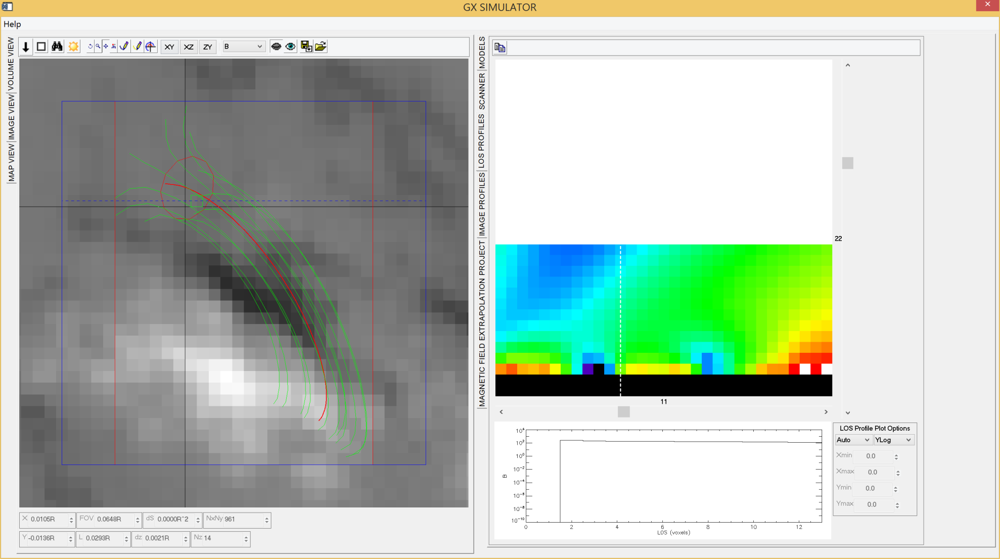 GX SIMULATOR
Help
VOLUME VIEW
IMAGE VIEW
MAP VIEW
XY
XZ
ZY
B
X 0.0105R
FOV 0.0648R
dS 0.0000R^2
NxNy 961
Y -0.0136R
L 0.0293R
dz 0.0021R
Nz 14
MODELS
SCANNER
LOS PROFILES
IMAGE PROFILES
MAGNETIC FIELD EXTRAPOLATION PROJECT
22
11
10^4
10^2
10^0
10^-2
10^-4
10^-6
10^-8
10^-10
B
0 2 4 6 8 10 12
LOS (voxels)
LOS Profile Plot Options
Auto YLog
Xmin 0.0
Xmax 0.0
Ymin 0.0
Ymax 0.0